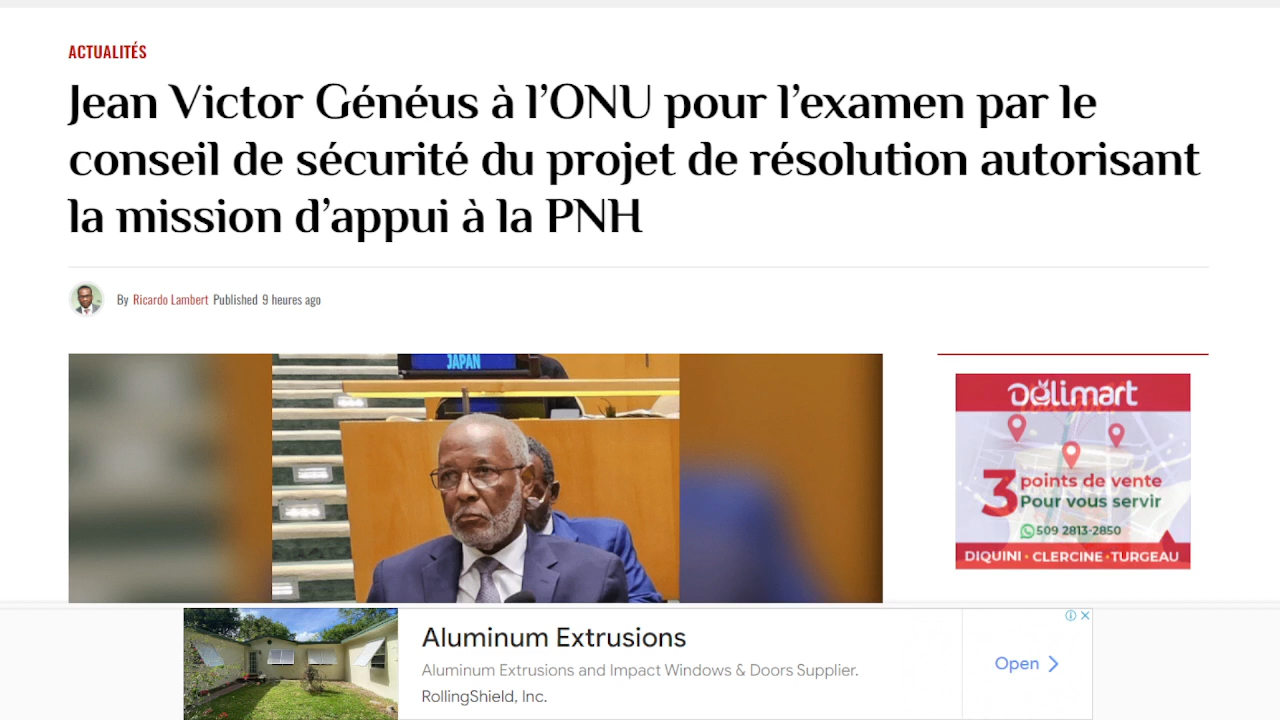 ACTUALITÉS
Jean Victor Généus à l’ONU pour l’examen par le
conseil de sécurité du projet de résolution autorisant
la mission d’appui à la PNH
By Ricardo Lambert Published 9 heures ago
JAPAN
Délimart
3 points de vente
Pour vous servir
509 2813-2850
DIQUINI • CLERCINE • TURGEAU
Aluminum Extrusions
Aluminum Extrusions and Impact Windows & Doors Supplier.
RollingShield, Inc.
Open